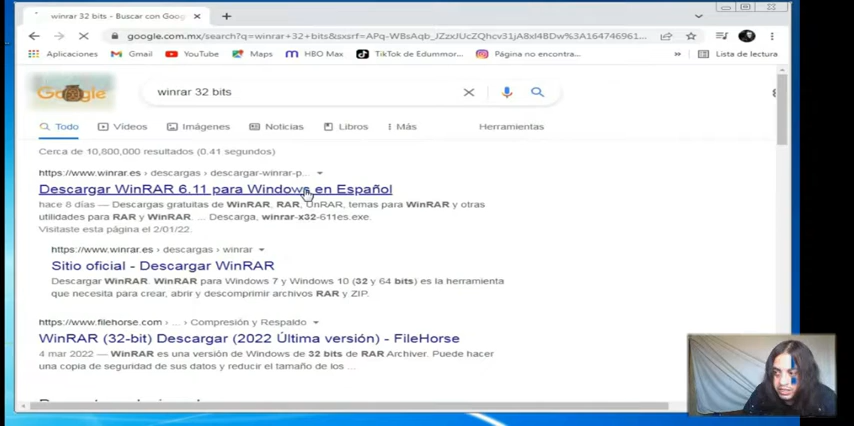 winrar 32 bits - Buscar con Goog
google.com.mx/search?q=winrar+32+bits&sxsrf=APq-WBsAqb_JZzJUcZQhcv31jA8xI4BDw%3A164746961...
Aplicaciones Gmail YouTube Maps HBO Max TikTok de Edummor... Página no encontra... » Lista de lectura
Google winrar 32 bits
Todo Vídeos Imágenes Noticias Libros Más Herramientas
Cerca de 10,800,000 resultados (0.41 segundos)
https://www.winrar.es › descargas › descargar-winrar-p...
Descargar WinRAR 6.11 para Windows en Español
hace 8 días — Descargas gratuitas de WinRAR, RAR, UnRAR, temas para WinRAR y otras
utilidades para RAR y WinRAR. ... Descarga, winrar-x32-611es.exe.
Visitaste esta página el 2/01/22.
https://www.winrar.es › descargas › winrar
Sitio oficial - Descargar WinRAR
Descargar WinRAR. WinRAR para Windows 7 y Windows 10 (32 y 64 bits) es la herramienta
que necesita para crear, abrir y descomprimir archivos RAR y ZIP.
https://www.filehorse.com › ... › Compresión y Respaldo
WinRAR (32-bit) Descargar (2022 Última versión) - FileHorse
4 mar 2022 — WinRAR es una versión de Windows de 32 bits de RAR Archiver. Puede hacer
una copia de seguridad de sus datos y reducir el tamaño de los ...